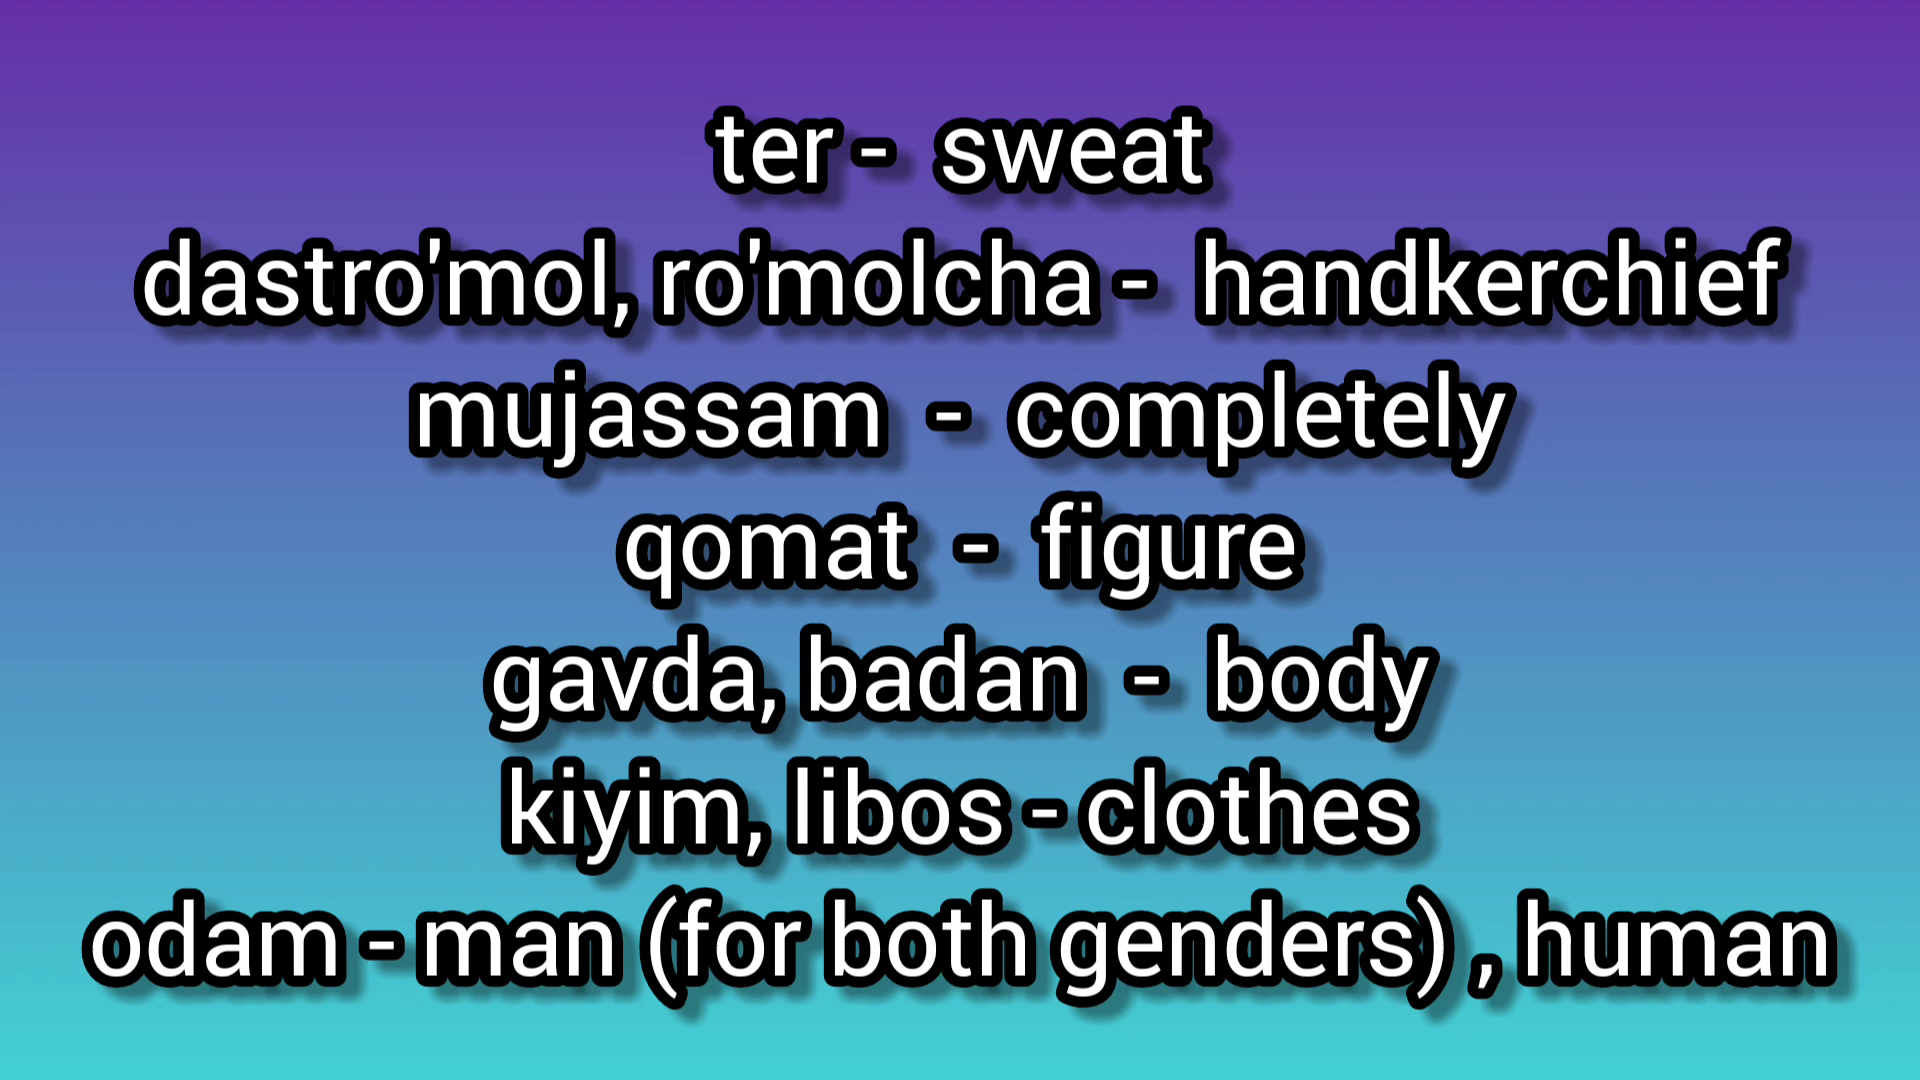 ter - sweat
dastro'mol, ro'molcha - handkerchief
mujassam - completely
qomat - figure
gavda, badan - body
kiyim, libos - clothes
odam - man (for both genders) , human